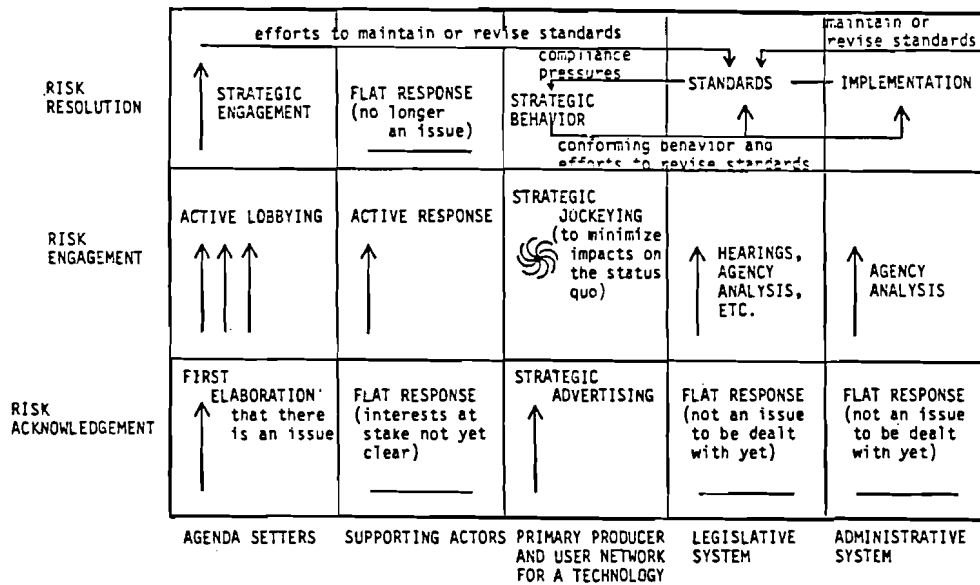 efforts to maintain or revise standards
maintain or
revise standards
compliance
pressures
RISK
RESOLUTION
STRATEGIC
ENGAGEMENT
FLAT RESPONSE
(no longer
an issue)
STRATEGIC
BEHAVIOR
STANDARDS
IMPLEMENTATION
conforming behavior and
efforts to revise standards
RISK
ENGAGEMENT
ACTIVE LOBBYING
ACTIVE RESPONSE
STRATEGIC
JOCKEYING
(to minimize
impacts on
the status
quo)
HEARINGS,
AGENCY
ANALYSIS,
ETC.
AGENCY
ANALYSIS
RISK
ACKNOWLEDGEMENT
FIRST
ELABORATION
that there
is an issue
FLAT RESPONSE
(interests at
stake not yet
clear)
STRATEGIC
ADVERTISING
FLAT RESPONSE
(not an issue
to be dealt
with yet)
FLAT RESPONSE
(not an issue
to be dealt
with yet)
AGENDA SETTERS
SUPPORTING ACTORS
PRIMARY PRODUCER
AND USER NETWORK
FOR A TECHNOLOGY
LEGISLATIVE
SYSTEM
ADMINISTRATIVE
SYSTEM